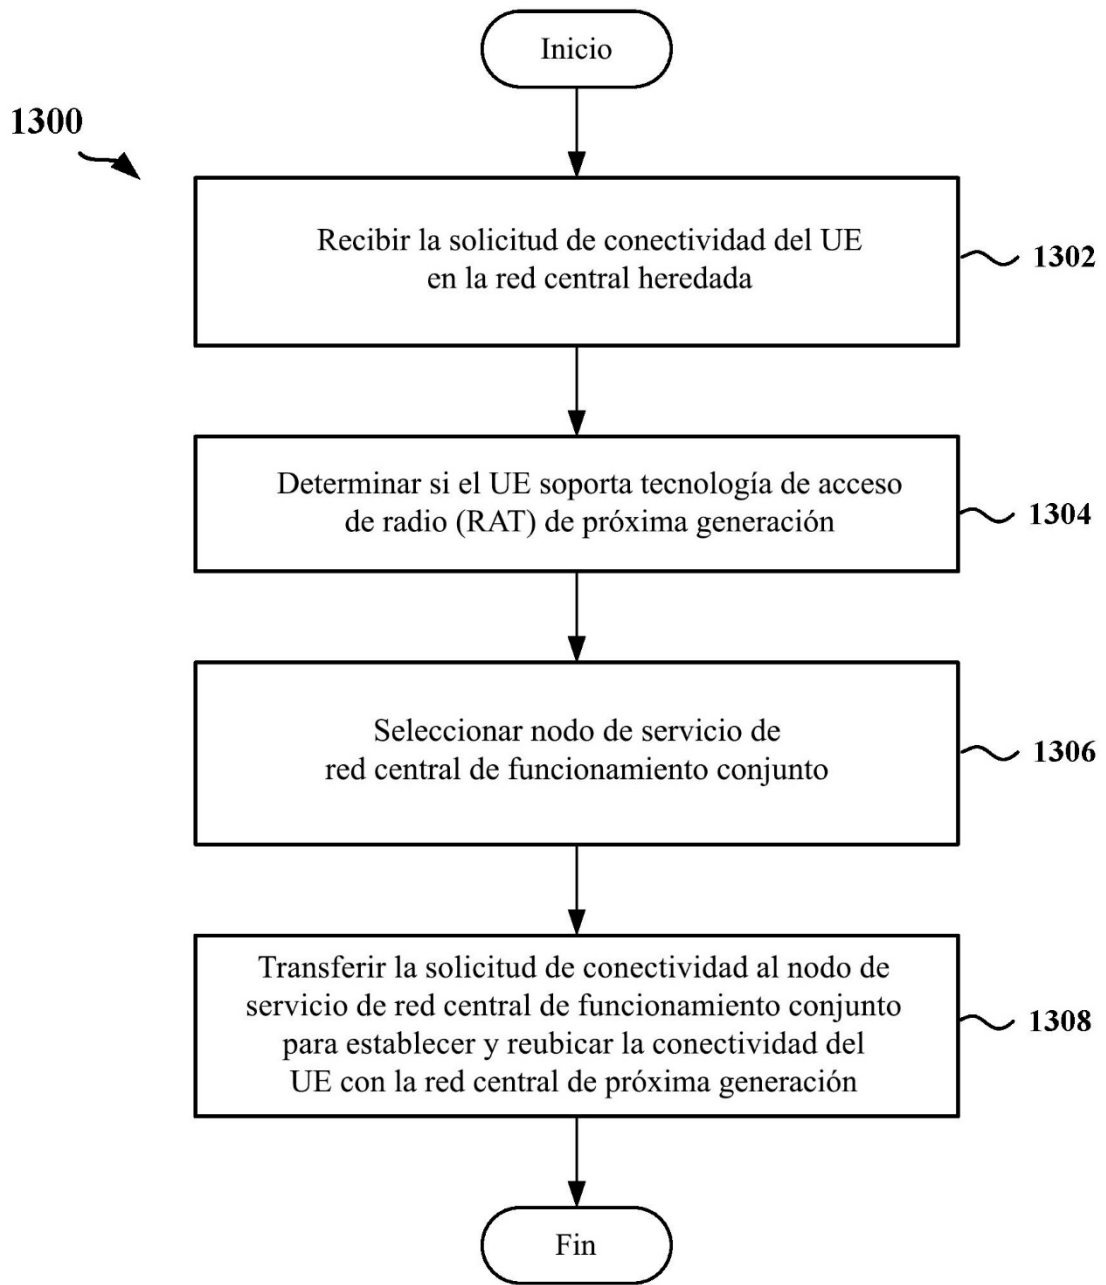 Inicio
1300
Recibir la solicitud de conectividad del UE
en la red central heredada
1302
Determinar si el UE soporta tecnología de acceso
de radio (RAT) de próxima generación
1304
Seleccionar nodo de servicio de
red central de funcionamiento conjunto
1306
Transferir la solicitud de conectividad al nodo de
servicio de red central de funcionamiento conjunto
para establecer y reubicar la conectividad del
UE con la red central de próxima generación
1308
Fin